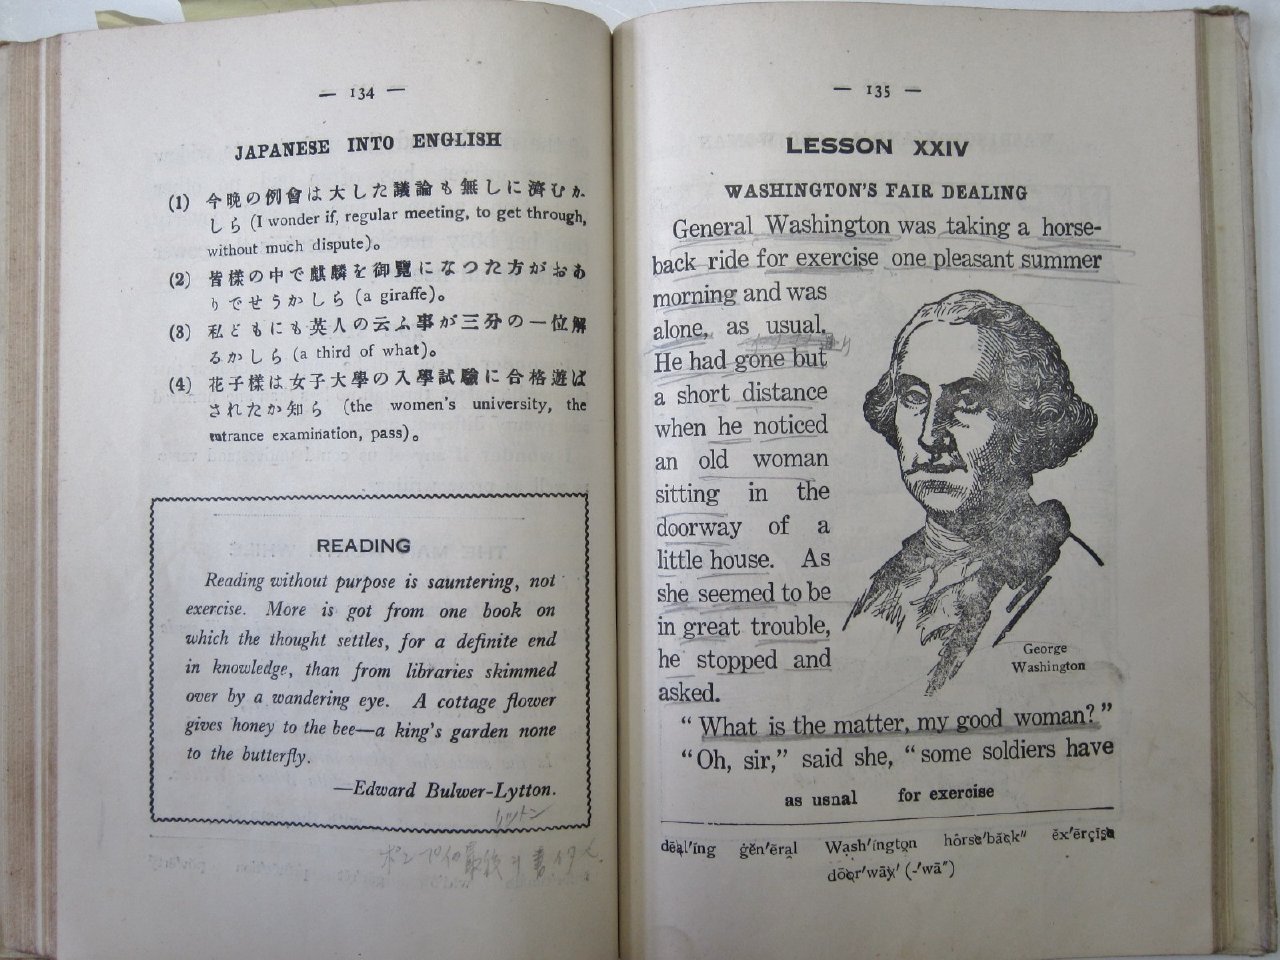 — 134 —
JAPANESE INTO ENGLISH
(1) 今晩の例會は大した議論も無しに濟むか
しら (I wonder if, regular meeting, to get through,
without much dispute)。
(2) 皆樣の中で麒麟を御覽になつた方がおあ
りでせうかしら (a giraffe)。
(3) 私どもにも英人の云ふ事が三分の一位解
るかしら (a third of what)。
(4) 花子樣は女子大學の入學試驗に合格遊ば
されたか知ら (the women's university, the
entrance examination, pass)。
READING
Reading without purpose is sauntering, not
exercise. More is got from one book on
which the thought settles, for a definite end
in knowledge, than from libraries skimmed
over by a wandering eye. A cottage flower
gives honey to the bee—a king's garden none
to the butterfly.
—Edward Bulwer-Lytton.
リットン
— 135 —
LESSON XXIV
WASHINGTON'S FAIR DEALING
General Washington was taking a horse-
back ride for exercise one pleasant summer
morning and was
alone, as usual.
He had gone but
a short distance
when he noticed
an old woman
sitting in the
doorway of a
little house. As
she seemed to be
in great trouble,
he stopped and
asked.
George
Washington
"What is the matter, my good woman?"
"Oh, sir," said she, "some soldiers have
as usnal for exercise
dēal'ing ġĕn'ēral Wash'ington hôrse'băck" ĕx'ērçīse
dōor'wāy' (-'wā")